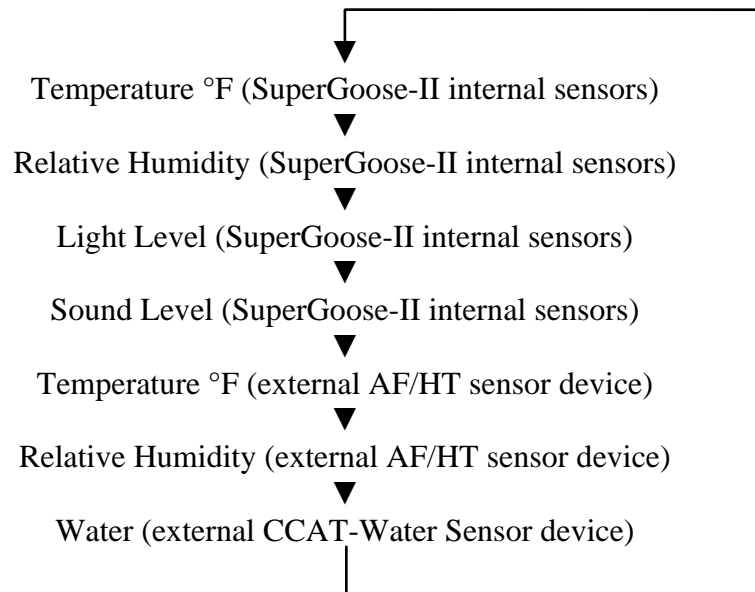 Temperature °F (SuperGoose-II internal sensors)
Relative Humidity (SuperGoose-II internal sensors)
Light Level (SuperGoose-II internal sensors)
Sound Level (SuperGoose-II internal sensors)
Temperature °F (external AF/HT sensor device)
Relative Humidity (external AF/HT sensor device)
Water (external CCAT-Water Sensor device)